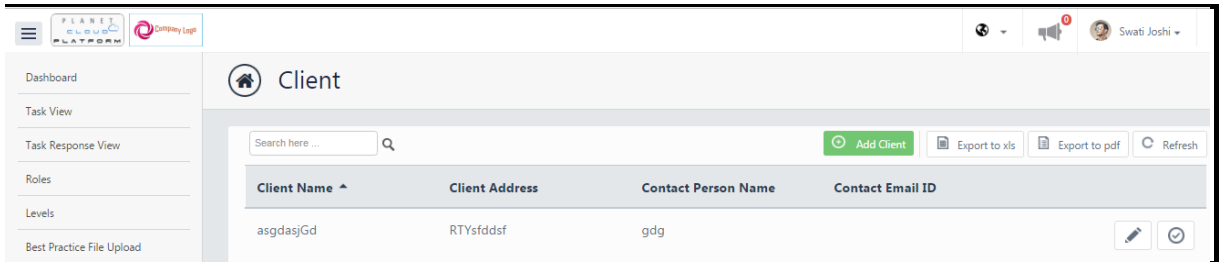 PLANET
CLOUD
PLATFORM
Company Logo
0
Swati Joshi
Dashboard
Task View
Task Response View
Roles
Levels
Best Practice File Upload
Client
Search here ...
Add Client
Export to xls
Export to pdf
Refresh
Client Name Client Address Contact Person Name Contact Email ID
asgdasjGd RTYsfddsf gdg